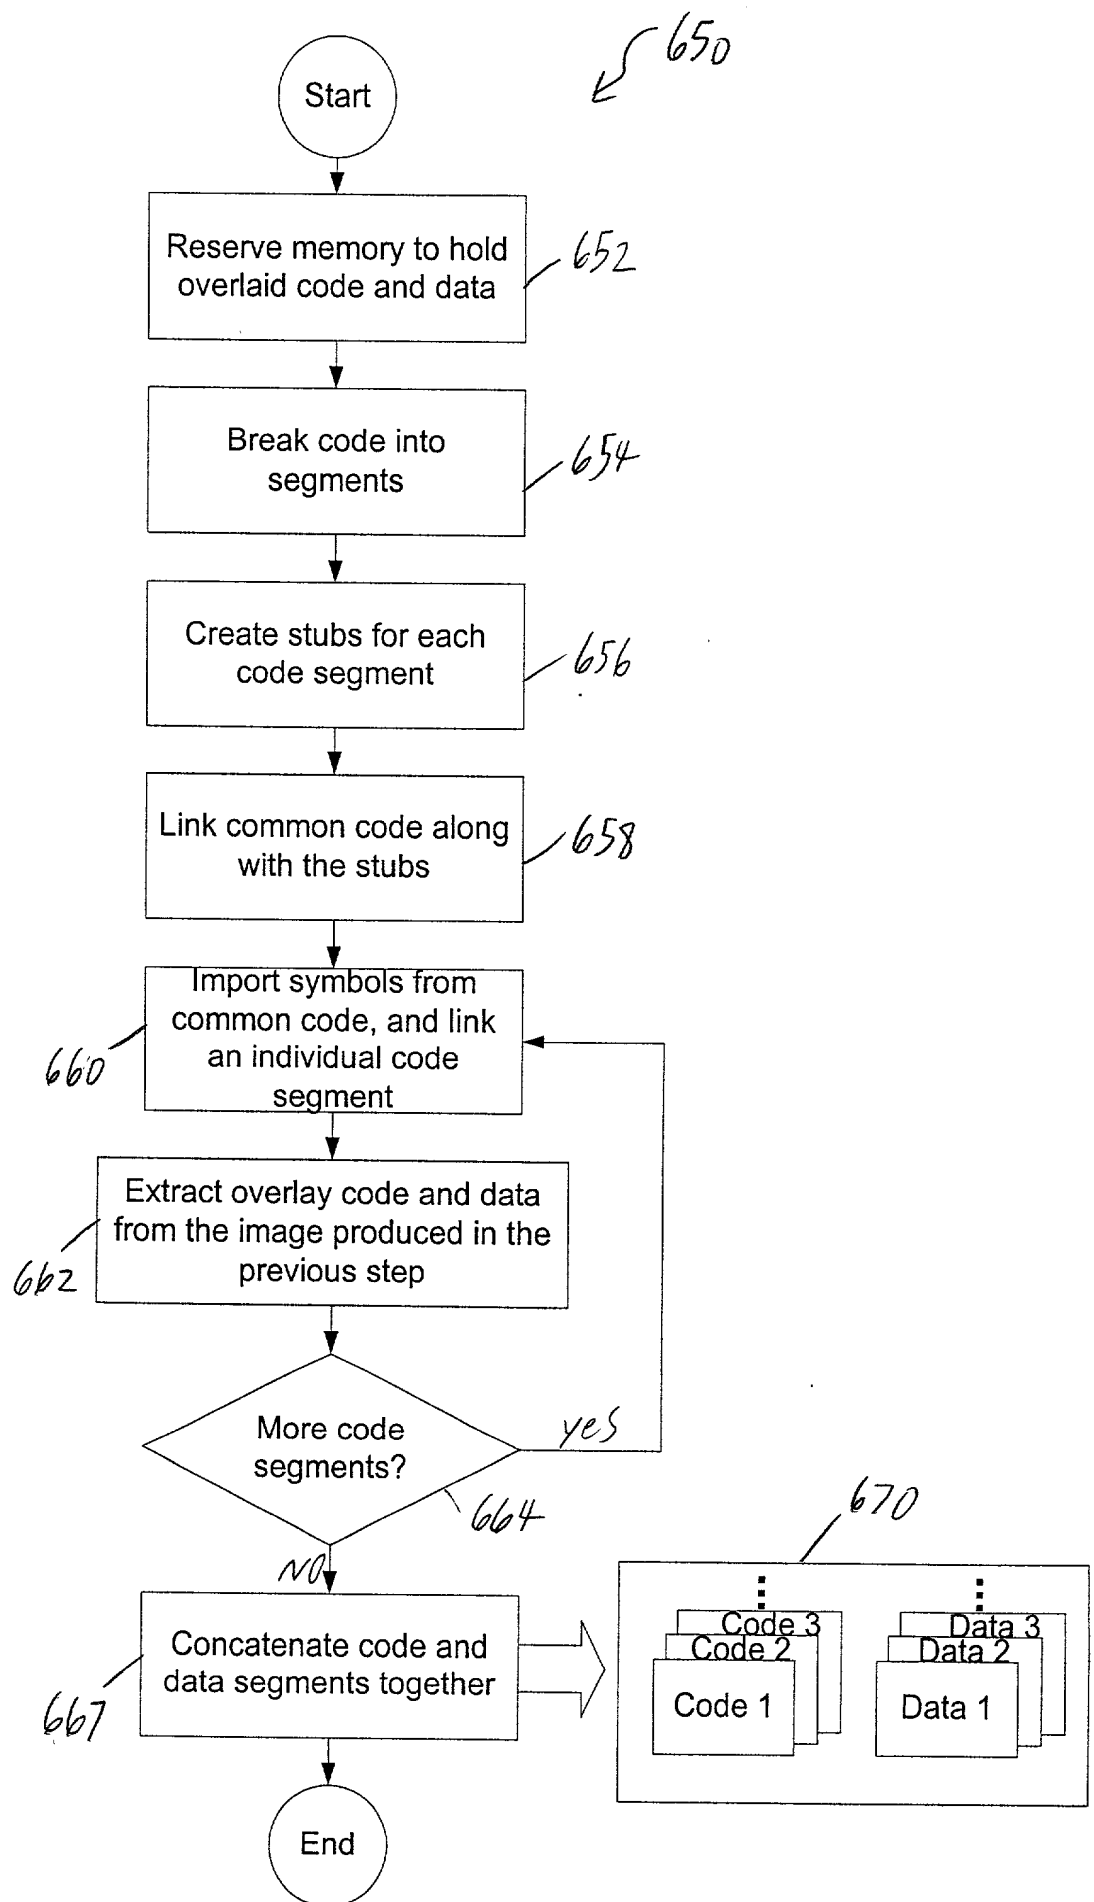 650
Start
Reserve memory to hold
overlaid code and data
652
Break code into
segments
654
Create stubs for each
code segment
656
Link common code along
with the stubs
658
Import symbols from
common code, and link
an individual code
segment
660
Extract overlay code and data
from the image produced in the
previous step
662
More code
segments?
yes
664
NO
670
Concatenate code and
data segments together
667
Code 3
Code 2
Code 1
Data 3
Data 2
Data 1
End